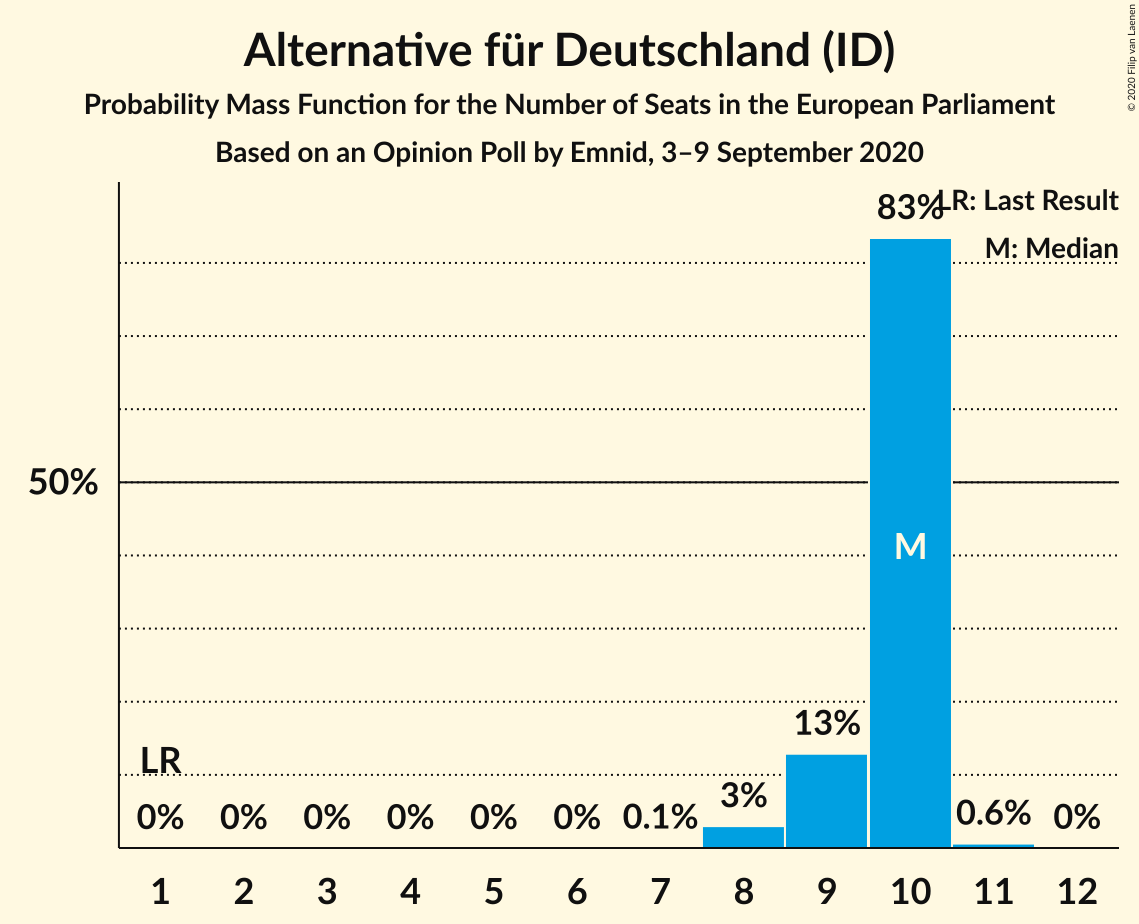 Alternative für Deutschland (ID)
Probability Mass Function for the Number of Seats in the European Parliament
Based on an Opinion Poll by Emnid, 3–9 September 2020
© 2020 Filip van Laenen
LR: Last Result
M: Median
50%
LR
0% 0% 0% 0% 0% 0% 0.1% 3% 13% 83% 0.6% 0%
M
1 2 3 4 5 6 7 8 9 10 11 12